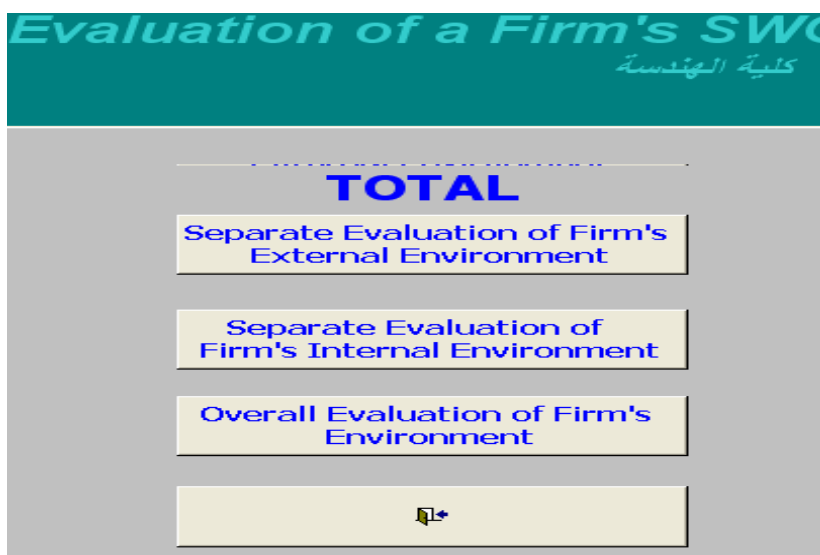 Evaluation of a Firm's SWO
كلية الهندسة
TOTAL
Separate Evaluation of Firm's
External Environment
Separate Evaluation of
Firm's Internal Environment
Overall Evaluation of Firm's
Environment